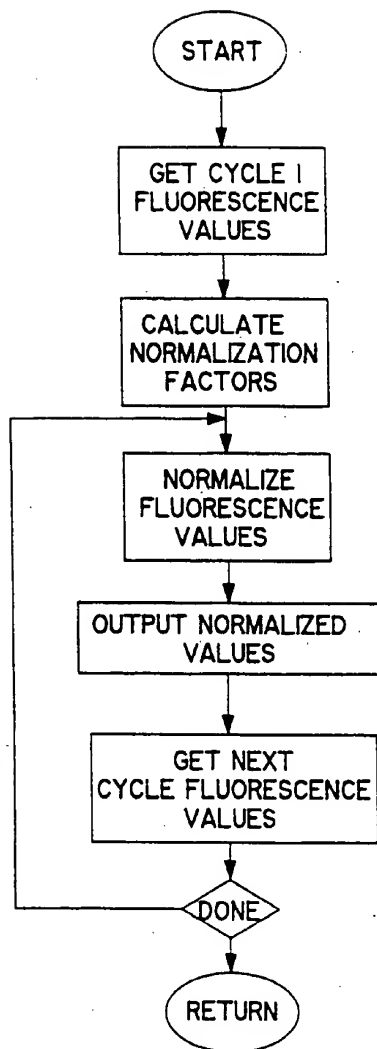 START
GET CYCLE 1
FLUORESCENCE
VALUES
CALCULATE
NORMALIZATION
FACTORS
NORMALIZE
FLUORESCENCE
VALUES
OUTPUT NORMALIZED
VALUES
GET NEXT
CYCLE FLUORESCENCE
VALUES
DONE
RETURN